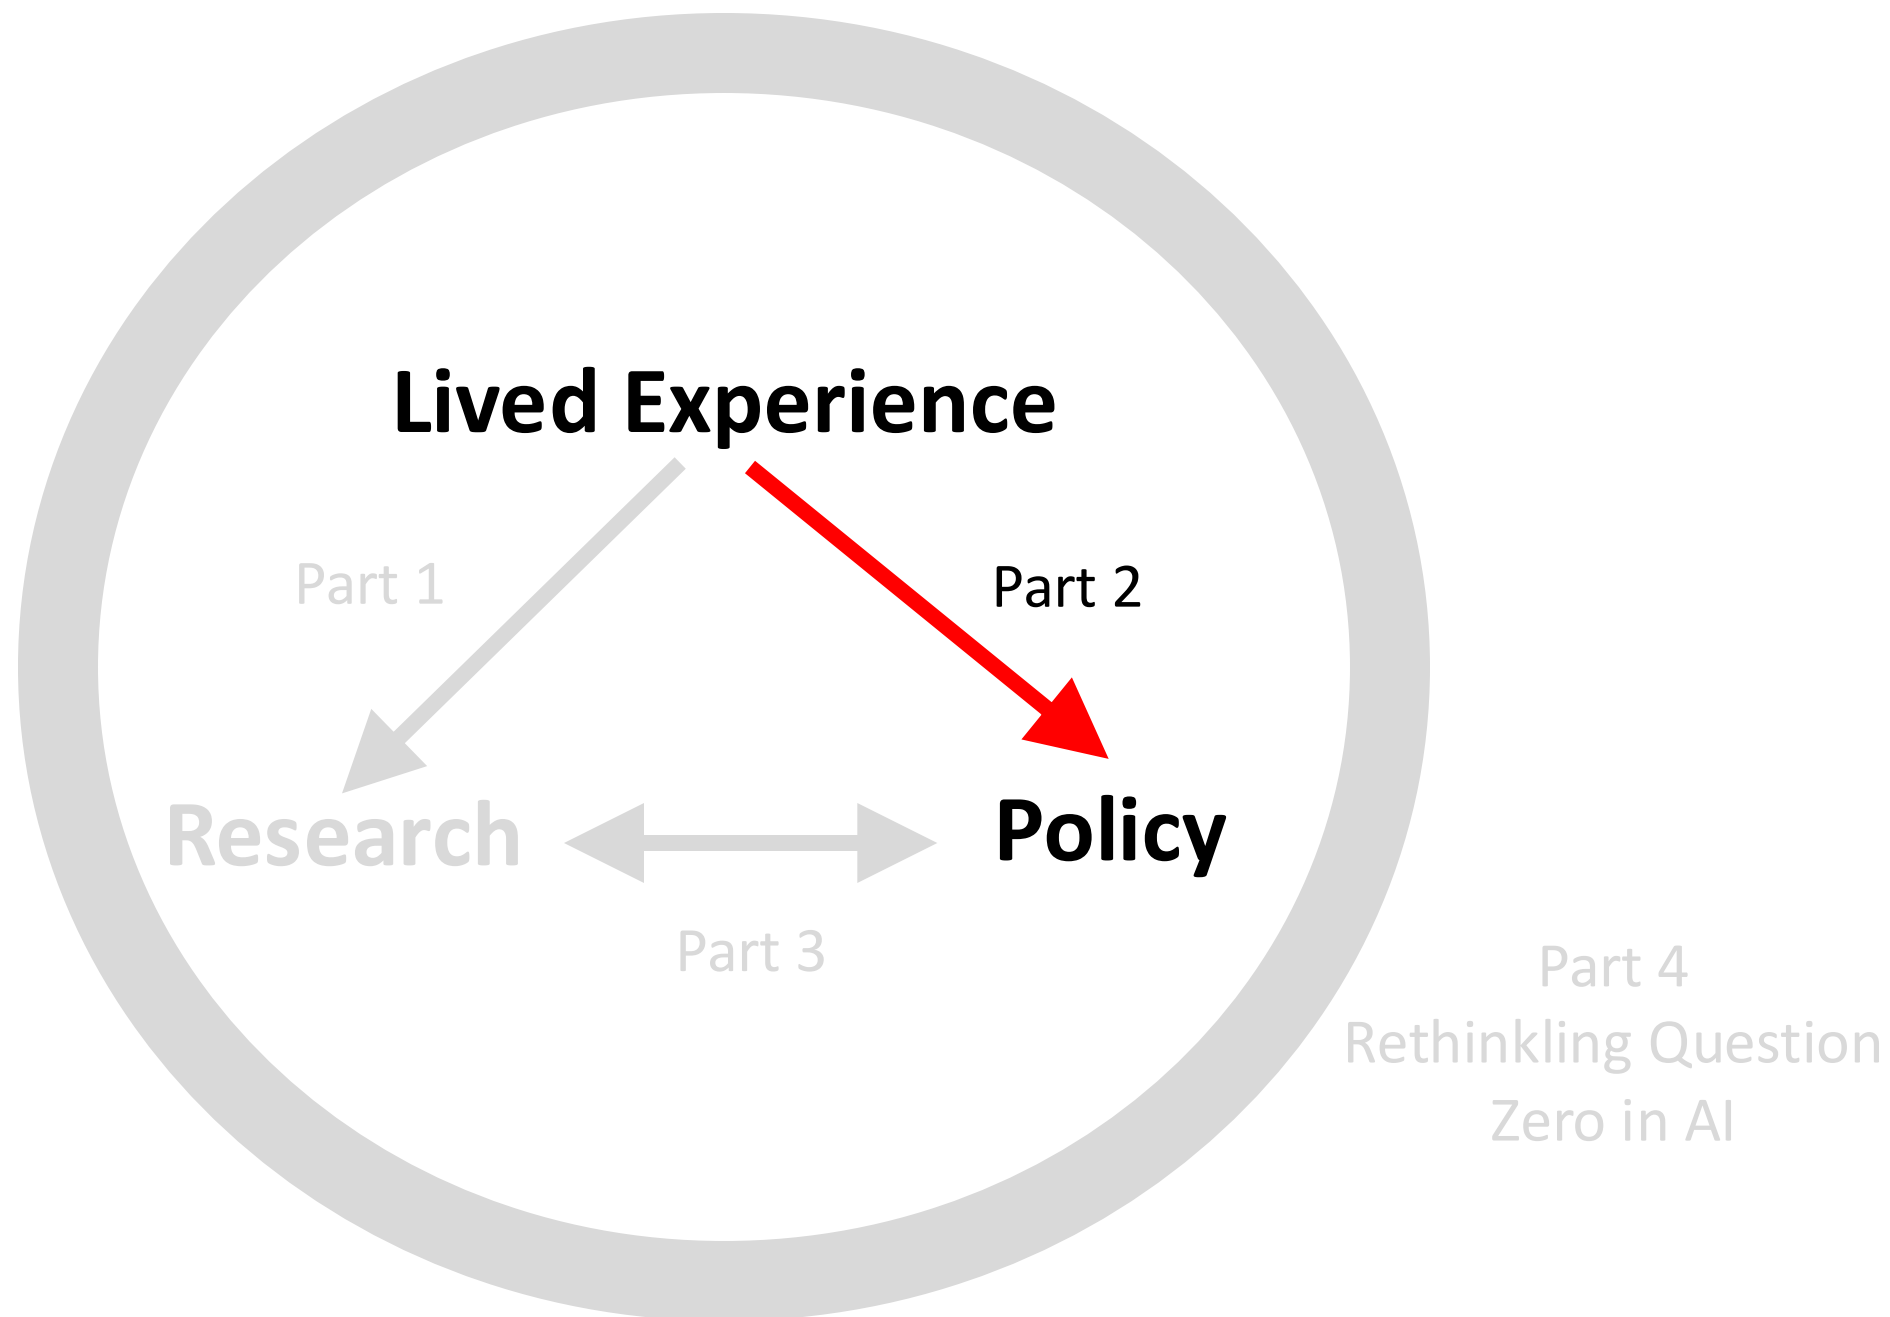 Lived Experience
Part 1
Part 2
Research
Policy
Part 3
Part 4
Rethinkling Question
Zero in AI